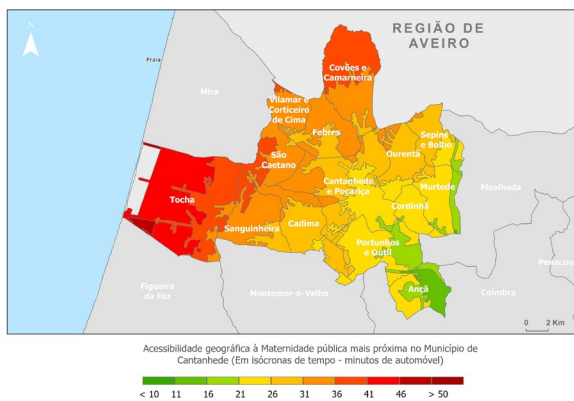 N
REGIÃO DE
AVEIRO
Praia
Mira
Covões e
Camarneira
Vilamar e
Corticeiro
de Cima
Febres
Sepins
e Bolho
Ourentã
São
Caetano
Cantanhede
e Pocariça
Murtede
Mealhada
Tocha
Cordinhã
Sanguinheira
Cadima
Portunhos
e Outil
Penacova
Figueira
da Foz
Montemor-o-Velho
Ançã
Coimbra
0 2 Km
Acessibilidade geográfica à Maternidade pública mais próxima no Município de
Cantanhede (Em isócronas de tempo - minutos de automóvel)
< 10 11 16 21 26 31 36 41 46 > 50